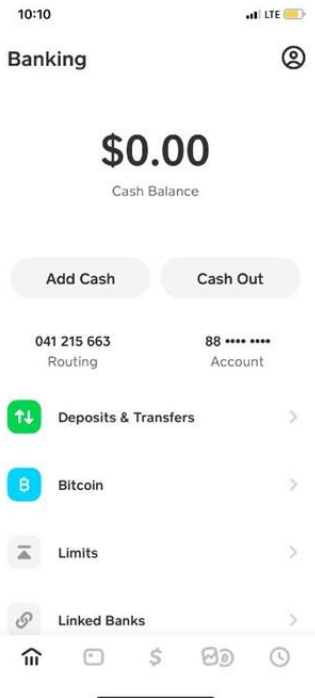 10:10
LTE
Banking
$0.00
Cash Balance
Add Cash
Cash Out
041 215 663
88 •••• ••••
Routing
Account
Deposits & Transfers
Bitcoin
Limits
Linked Banks